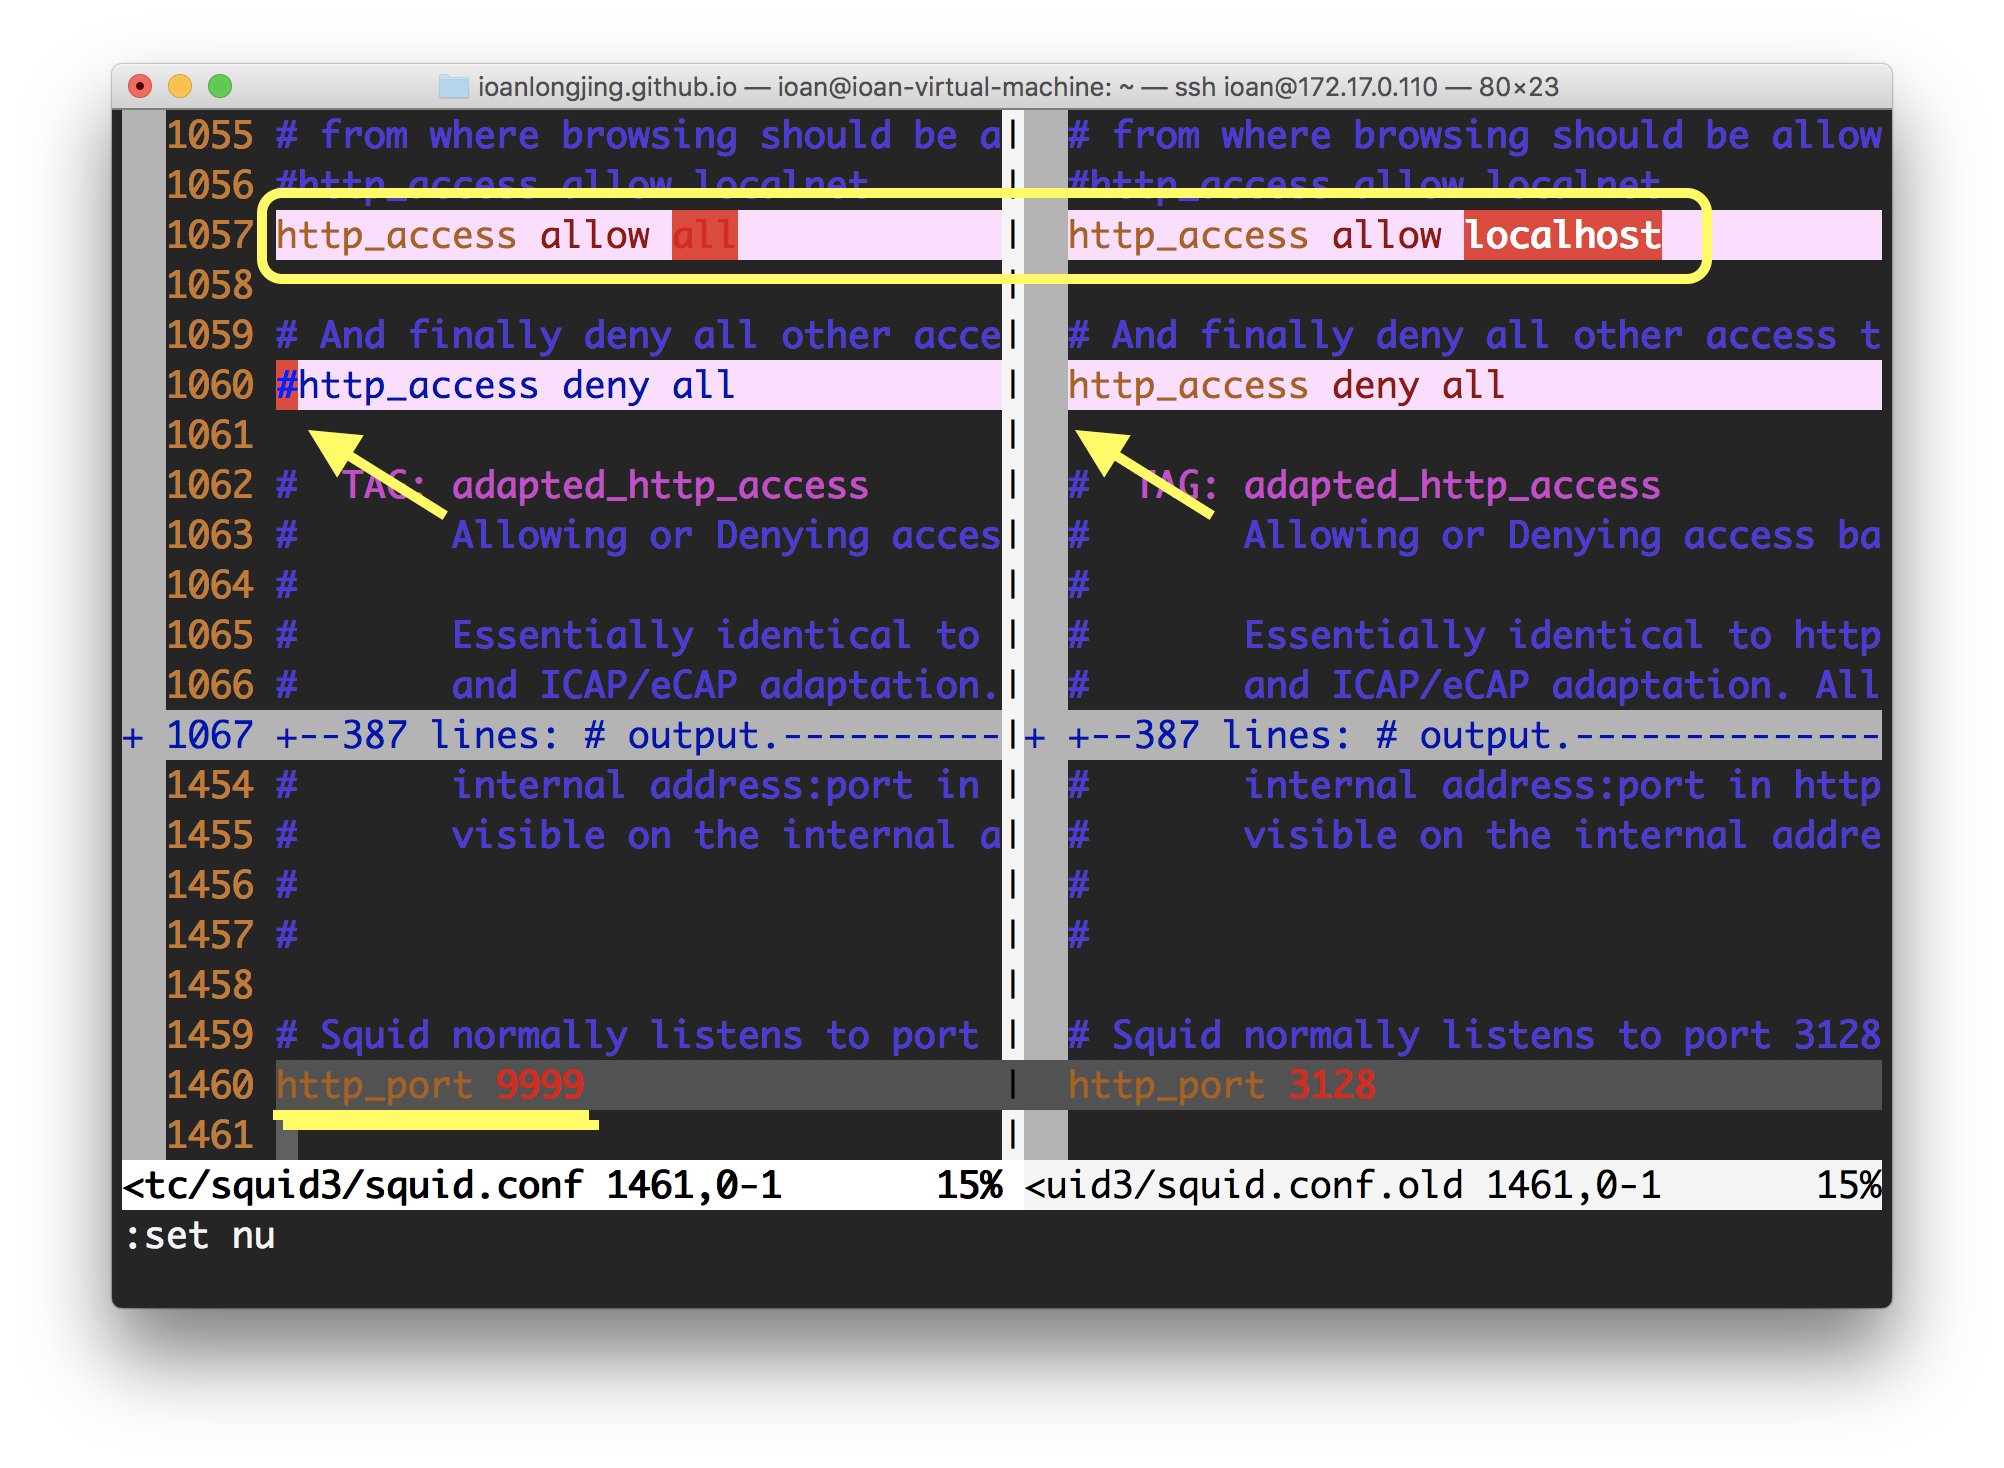 ioanlongjing.github.io — ioan@ioan-virtual-machine: ~ — ssh ioan@172.17.0.110 — 80×23
1055 # from where browsing should be a| # from where browsing should be allow
1056 #http_access allow localnet | #http_access allow localnet
1057 http_access allow all | http_access allow localhost
1058 |
1059 # And finally deny all other acce| # And finally deny all other access t
1060 #http_access deny all | http_access deny all
1061 |
1062 #  TAG: adapted_http_access | #  TAG: adapted_http_access
1063 #       Allowing or Denying acces| #       Allowing or Denying access ba
1064 # | #
1065 #       Essentially identical to | #       Essentially identical to http
1066 #       and ICAP/eCAP adaptation.| #       and ICAP/eCAP adaptation. All
+ 1067 +--387 lines: # output.----------|+ +--387 lines: # output.--------------
1454 #       internal address:port in | #       internal address:port in http
1455 #       visible on the internal a| #       visible on the internal addre
1456 # | #
1457 # | #
1458 |
1459 # Squid normally listens to port | # Squid normally listens to port 3128
1460 http_port 9999 | http_port 3128
1461 |
<tc/squid3/squid.conf 1461,0-1 15% <uid3/squid.conf.old 1461,0-1 15%
:set nu